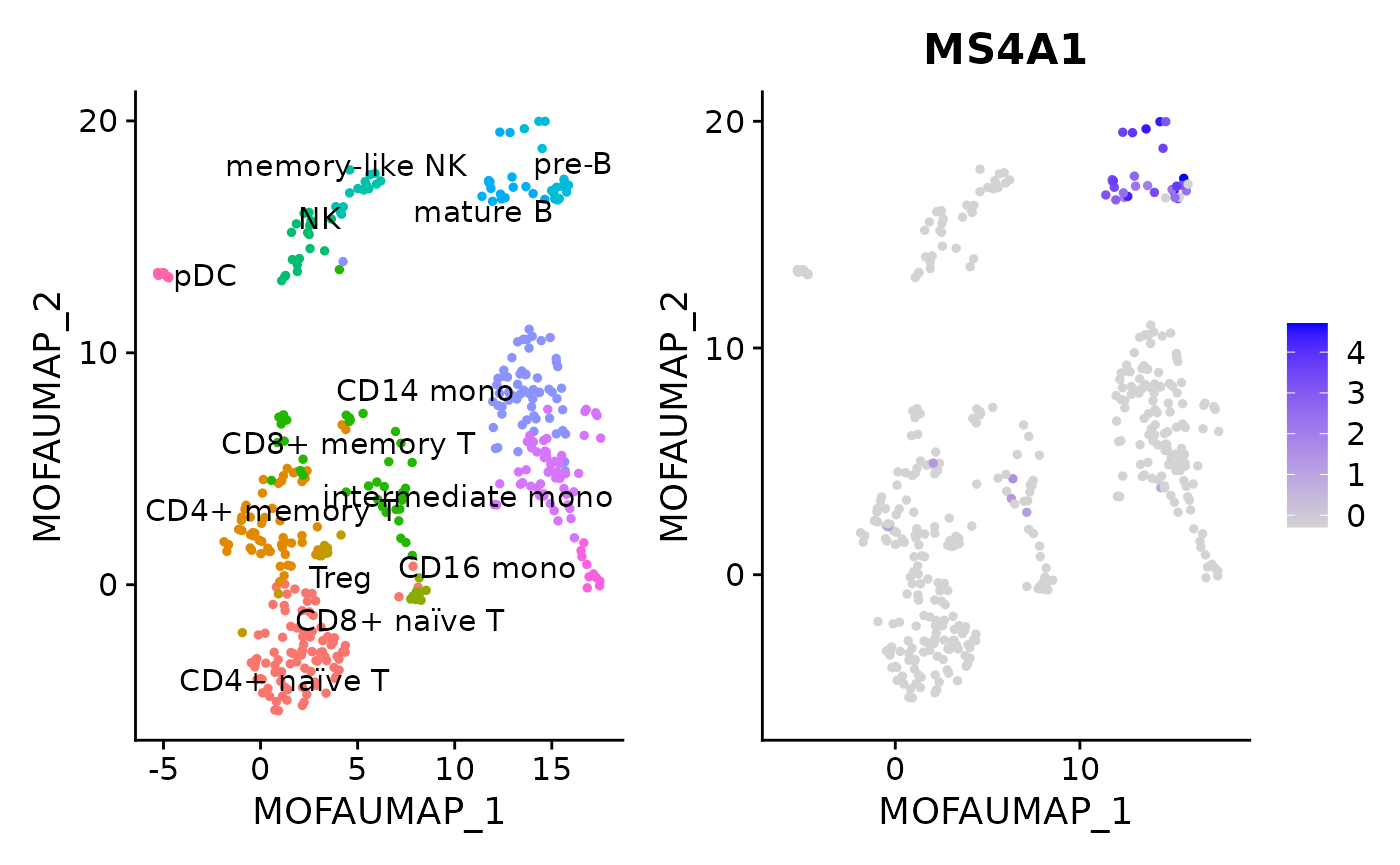 MS4A1
20
10
0
-5
0
5
10
15
MOFAUMAP_1
MOFAUMAP_2
memory-like NK
pre-B
mature B
NK
pDC
CD14 mono
CD8+ memory T
intermediate mono
CD4+ memory T
CD16 mono
Treg
CD8+ naïve T
CD4+ naïve T
20
10
0
0
10
MOFAUMAP_1
MOFAUMAP_2
4
3
2
1
0